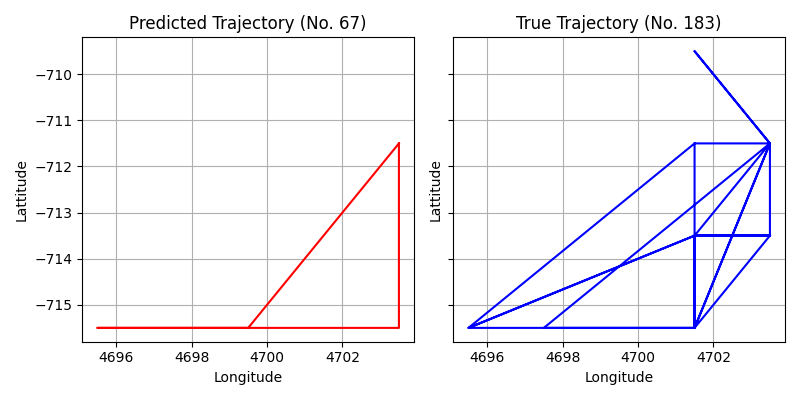 Predicted Trajectory (No. 67)
True Trajectory (No. 183)
Lattitude
−710
−711
−712
−713
−714
−715
4696
4698
4700
4702
Longitude
Lattitude
4696
4698
4700
4702
Longitude